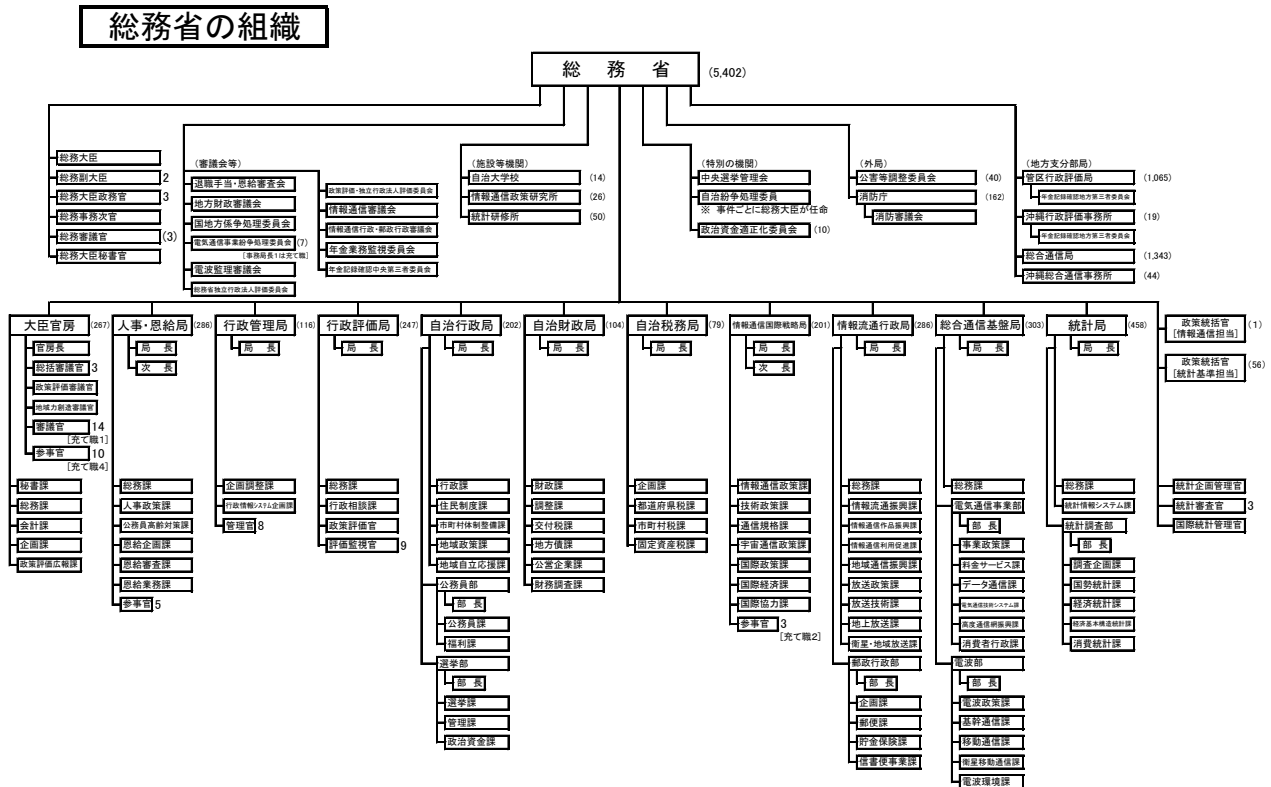 総務省の組織
総務省 (5,402)
総務大臣
総務副大臣 2
総務大臣政務官 3
総務事務次官
総務審議官 (3)
総務大臣秘書官
(審議会等)
退職手当・恩給審査会
地方財政審議会
国地方係争処理委員会
電気通信事業紛争処理委員会 (7)
[事務局長1は充て職]
電波監理審議会
総務省独立行政法人評価委員会
政策評価・独立行政法人評価委員会
情報通信審議会
情報通信行政・郵政行政審議会
年金業務監視委員会
年金記録確認中央第三者委員会
(施設等機関)
自治大学校 (14)
情報通信政策研究所 (26)
統計研修所 (50)
(特別の機関)
中央選挙管理会
自治紛争処理委員
※ 事件ごとに総務大臣が任命
政治資金適正化委員会 (10)
(外局)
公害等調整委員会 (40)
消防庁 (162)
消防審議会
(地方支分部局)
管区行政評価局 (1,065)
年金記録確認地方第三者委員会
沖縄行政評価事務所 (19)
年金記録確認地方第三者委員会
総合通信局 (1,343)
沖縄総合通信事務所 (44)
大臣官房 (267)
官房長
総括審議官 3
政策評価審議官
地域力創造審議官
審議官 14
[充て職1]
参事官 10
[充て職4]
秘書課
総務課
会計課
企画課
政策評価広報課
人事・恩給局 (286)
局 長
次 長
総務課
人事政策課
公務員高齢対策課
恩給企画課
恩給審査課
恩給業務課
参事官 5
行政管理局 (116)
局 長
企画調整課
行政情報システム企画課
管理官 8
行政評価局 (247)
局 長
総務課
行政相談課
政策評価官
評価監視官 9
自治行政局 (202)
局 長
行政課
住民制度課
市町村体制整備課
地域政策課
地域自立応援課
公務員部
部 長
公務員課
福利課
選挙部
部 長
選挙課
管理課
政治資金課
自治財政局 (104)
局 長
財政課
調整課
交付税課
地方債課
公営企業課
財務調査課
自治税務局 (79)
局 長
企画課
都道府県税課
市町村税課
固定資産税課
情報通信国際戦略局 (201)
局 長
次 長
情報通信政策課
技術政策課
通信規格課
宇宙通信政策課
国際政策課
国際経済課
国際協力課
参事官 3
[充て職2]
情報流通行政局 (286)
局 長
総務課
情報流通振興課
情報通信作品振興課
情報通信利用促進課
地域通信振興課
放送政策課
放送技術課
地上放送課
衛星・地域放送課
郵政行政部
部 長
企画課
郵便課
貯金保険課
信書便事業課
総合通信基盤局 (303)
局 長
総務課
電気通信事業部
部 長
事業政策課
料金サービス課
データ通信課
電気通信技術システム課
高度通信網振興課
消費者行政課
電波部
部 長
電波政策課
基幹通信課
移動通信課
衛星移動通信課
電波環境課
統計局 (458)
局 長
総務課
統計情報システム課
統計調査部
部 長
調査企画課
国勢統計課
経済統計課
経済基本構造統計課
消費統計課
政策統括官
[情報通信担当] (1)
政策統括官
[統計基準担当] (56)
統計企画管理官
統計審査官 3
国際統計管理官